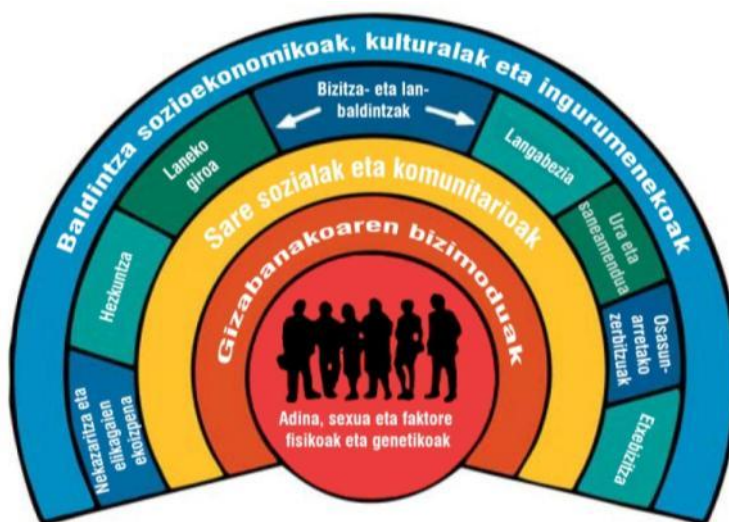 Baldintza sozioekonomikoak, kulturalak eta ingurumenekoak
Bizitza- eta lan-
baldintzak
Laneko
giroa
Langabezia
Hezkuntza
Ura eta
saneamendua
Nekazaritza eta
elikagaien
ekoizpena
Osasun-
arretako
zerbitzuak
Etxebizitza
Sare sozialak eta komunitarioak
Gizabanakoaren bizimoduak
Adina, sexua eta faktore
fisikoak eta genetikoak